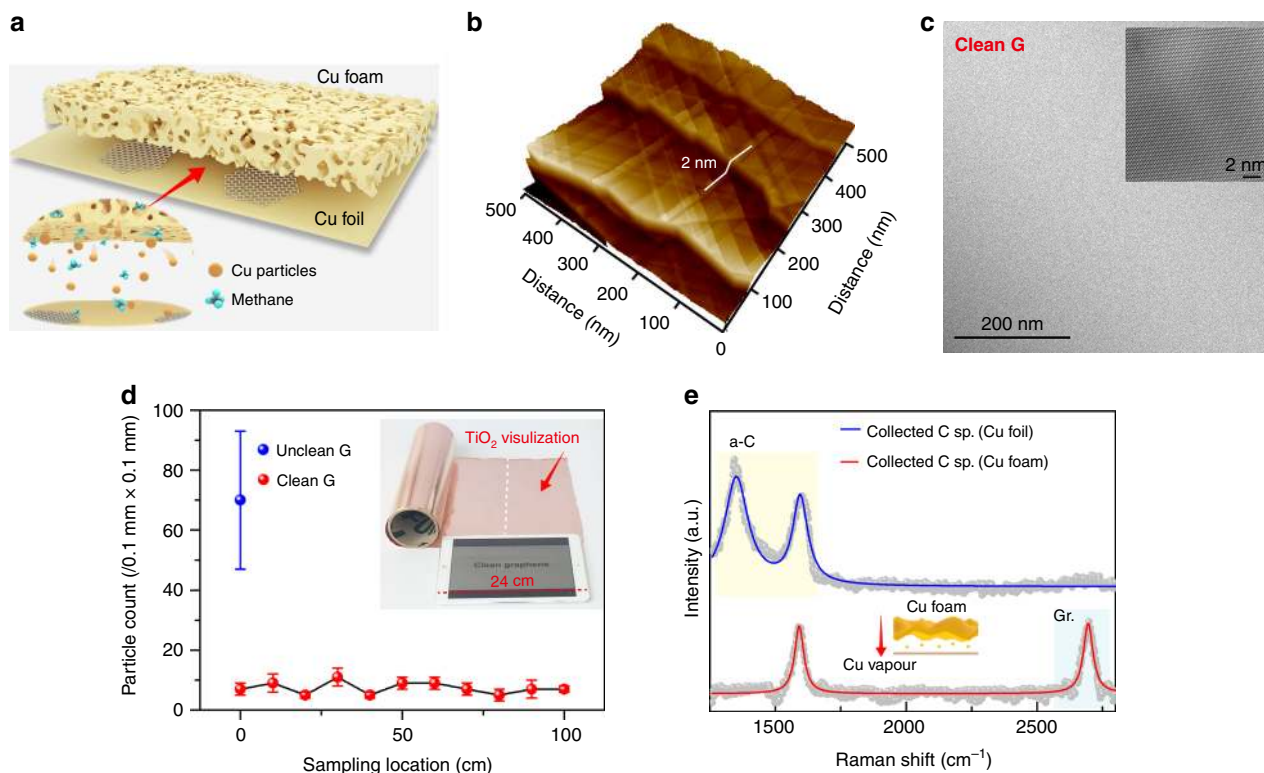 a
Cu foam
Cu foil
Cu particles
Methane
b
2 nm
500
400
300
200
100
0
100
200
300
400
500
Distance (nm)
Distance (nm)
c
Clean G
2 nm
200 nm
d
100
80
60
40
20
0
Particle count (/0.1 mm × 0.1 mm)
Unclean G
Clean G
TiO₂ visulization
Clean graphene
24 cm
0
50
100
Sampling location (cm)
e
a-C
Collected C sp. (Cu foil)
Collected C sp. (Cu foam)
Intensity (a.u.)
Cu foam
Cu vapour
Gr.
1500
2000
2500
Raman shift (cm⁻¹)